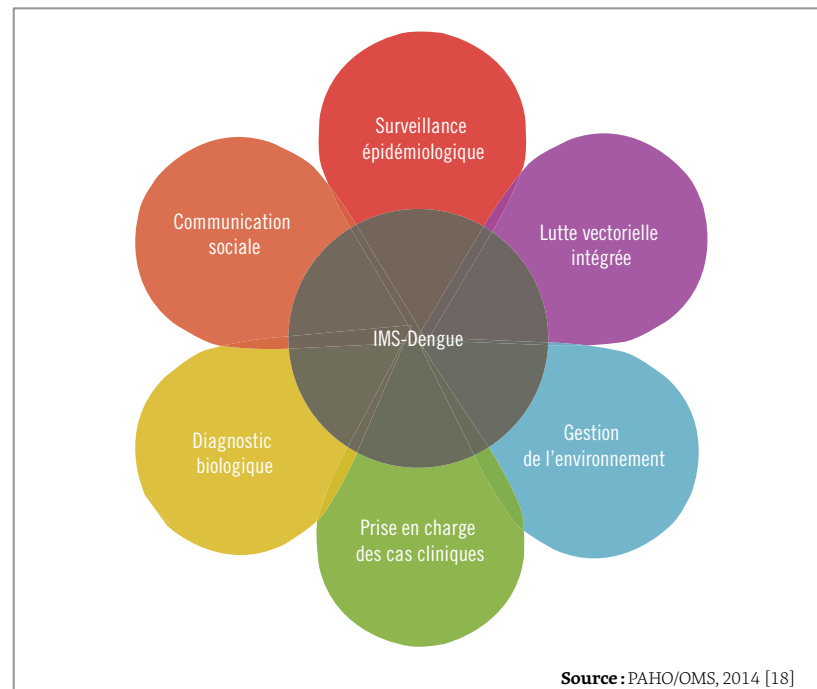 Surveillance
épidémiologique
Communication
sociale
Lutte vectorielle
intégrée
IMS-Dengue
Diagnostic
biologique
Gestion
de l'environnement
Prise en charge
des cas cliniques
Source : PAHO/OMS, 2014 [18]